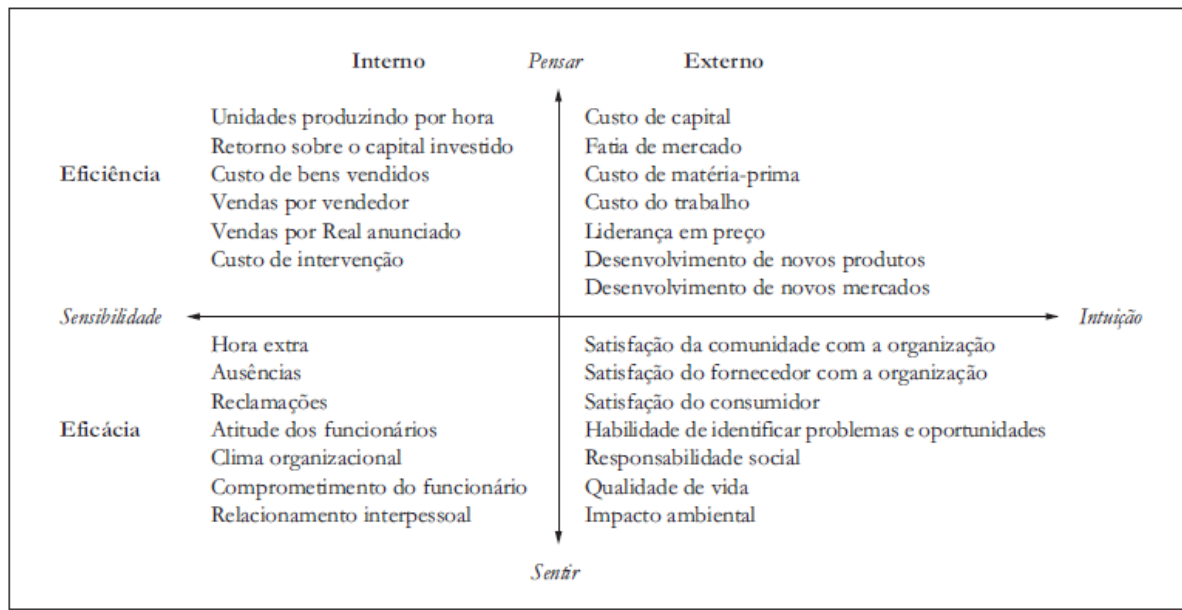 Interno Pensar Externo
Unidades produzindo por hora Custo de capital
Retorno sobre o capital investido Fatia de mercado
Eficiência Custo de bens vendidos Custo de matéria-prima
Vendas por vendedor Custo do trabalho
Vendas por Real anunciado Liderança em preço
Custo de intervenção Desenvolvimento de novos produtos
Desenvolvimento de novos mercados
Sensibilidade Intuição
Hora extra Satisfação da comunidade com a organização
Ausências Satisfação do fornecedor com a organização
Reclamações Satisfação do consumidor
Eficácia Atitude dos funcionários Habilidade de identificar problemas e oportunidades
Clima organizacional Responsabilidade social
Comprometimento do funcionário Qualidade de vida
Relacionamento interpessoal Impacto ambiental
Sentir